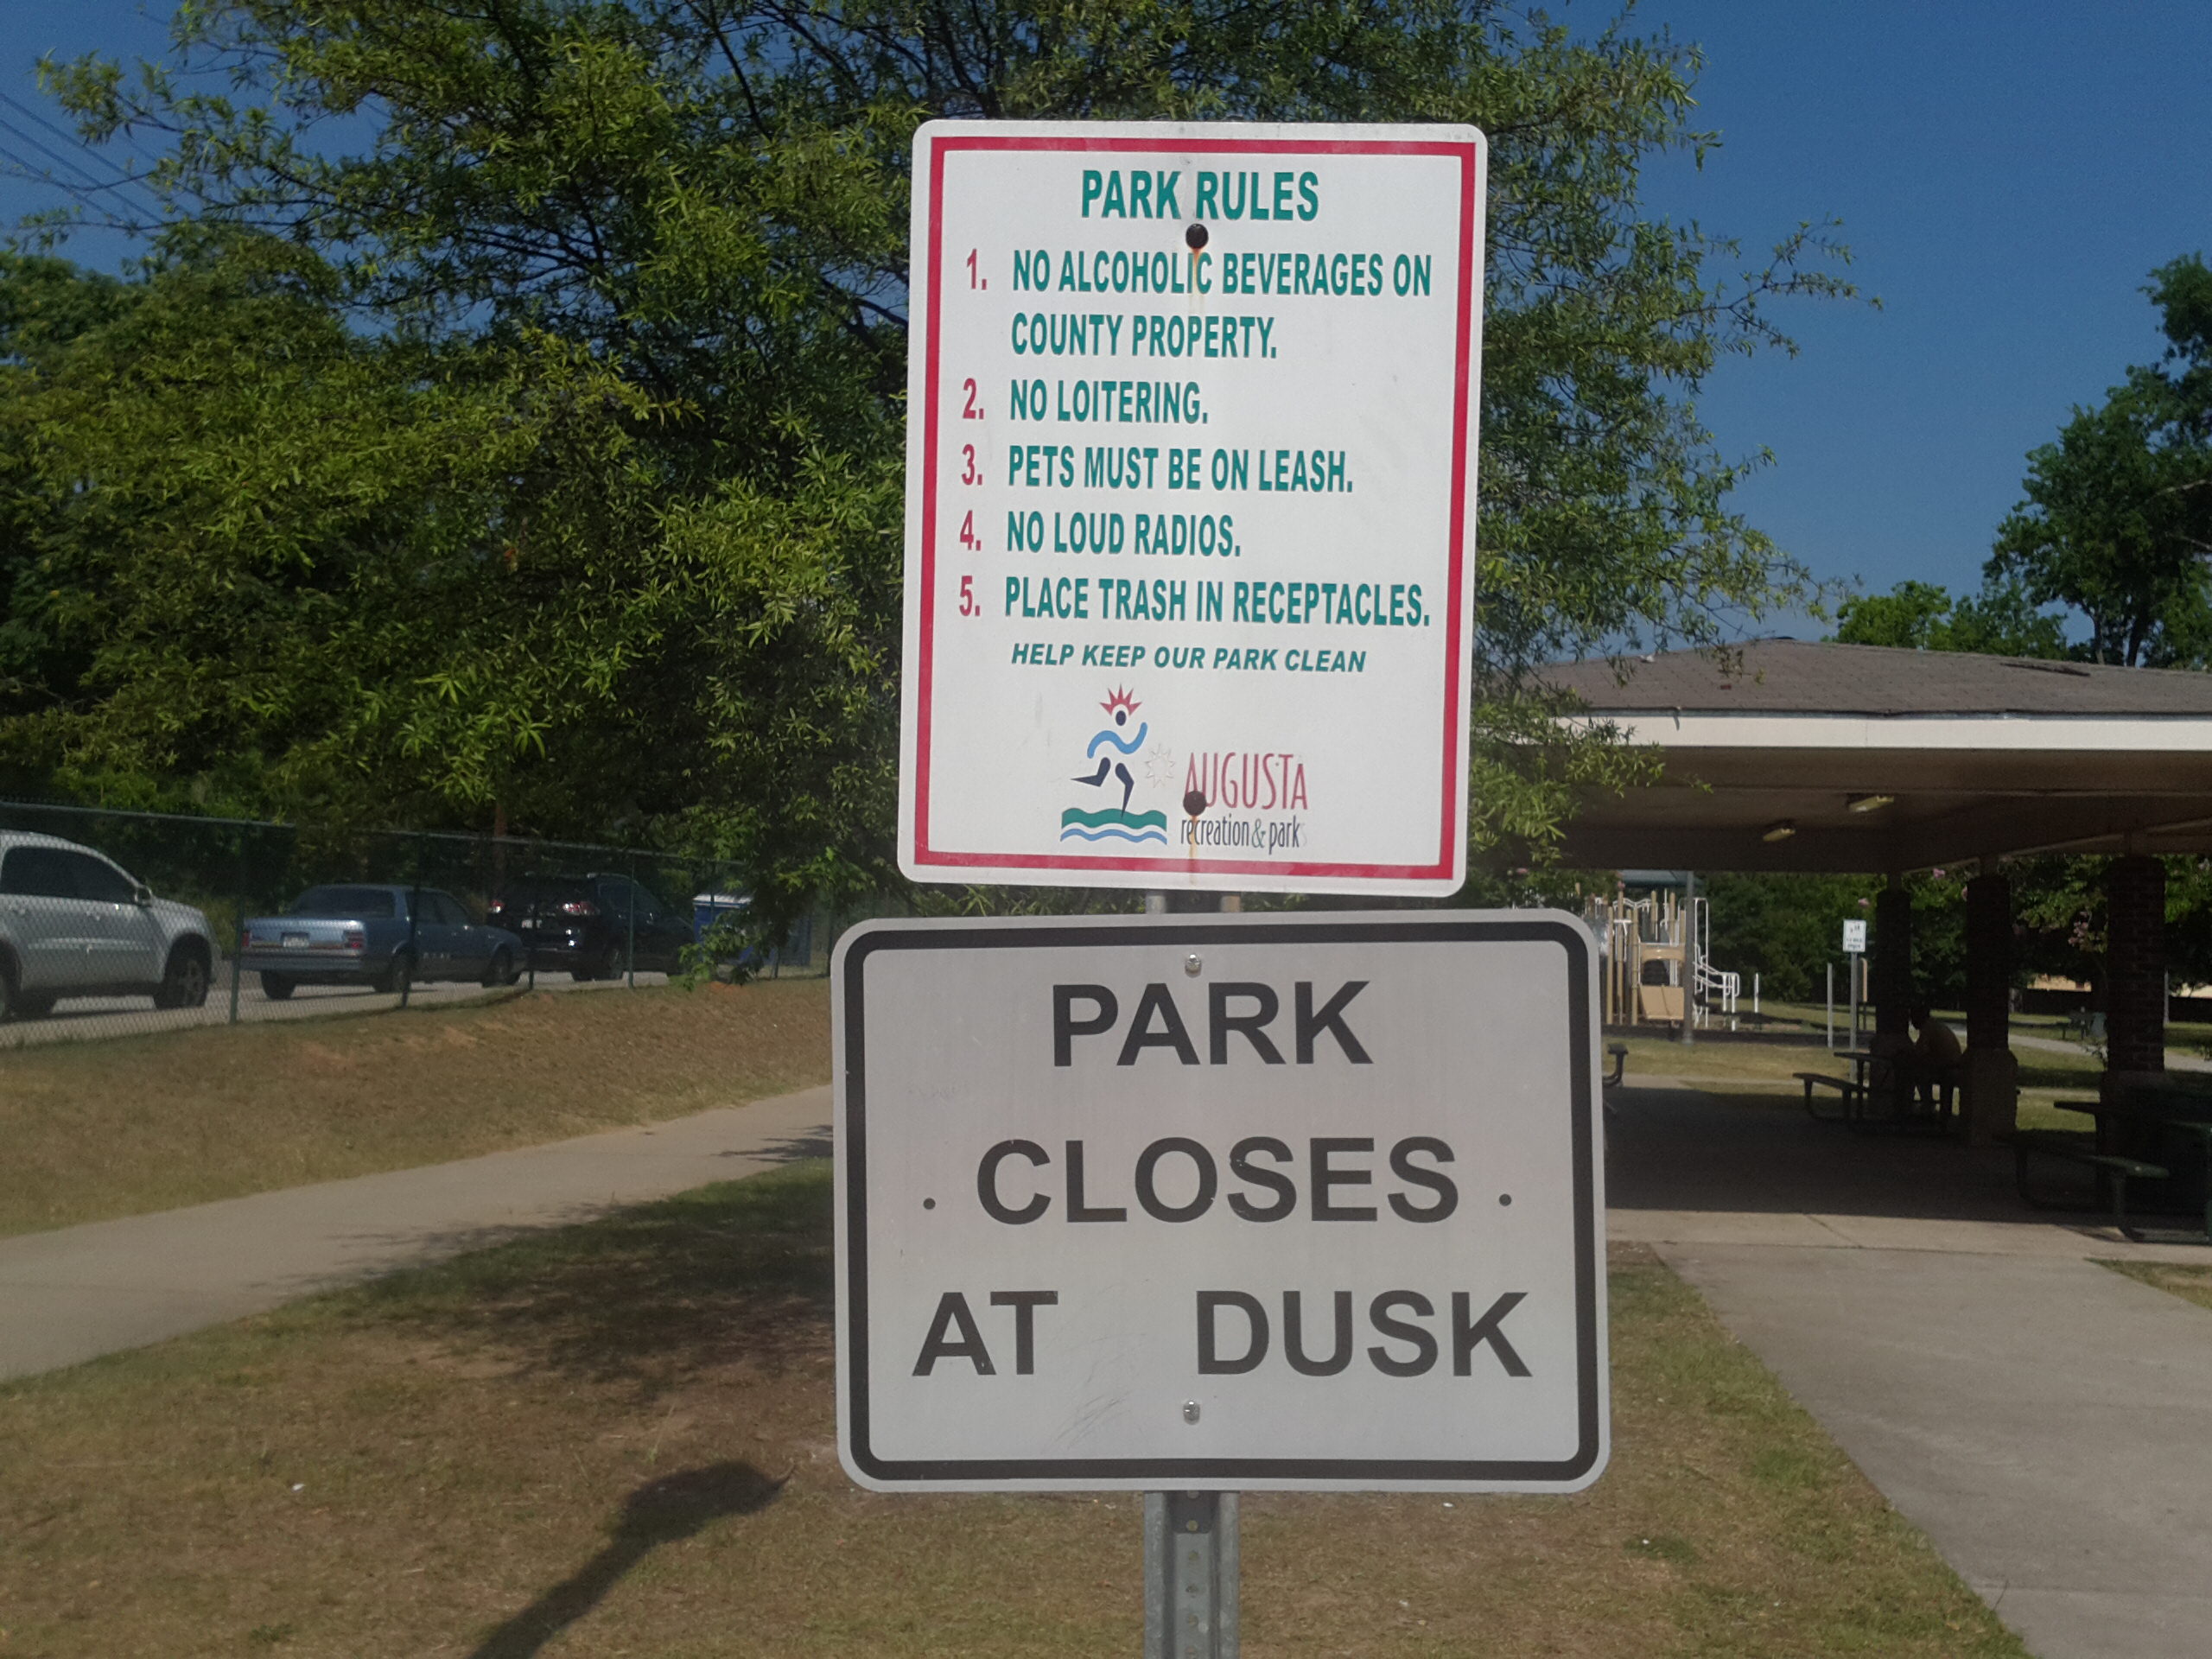 PARK RULES
1. NO ALCOHOLIC BEVERAGES ON
COUNTY PROPERTY.
2. NO LOITERING.
3. PETS MUST BE ON LEASH.
4. NO LOUD RADIOS.
5. PLACE TRASH IN RECEPTACLES.
HELP KEEP OUR PARK CLEAN
AUGUSTA
recreation & parks
PARK
CLOSES
AT DUSK